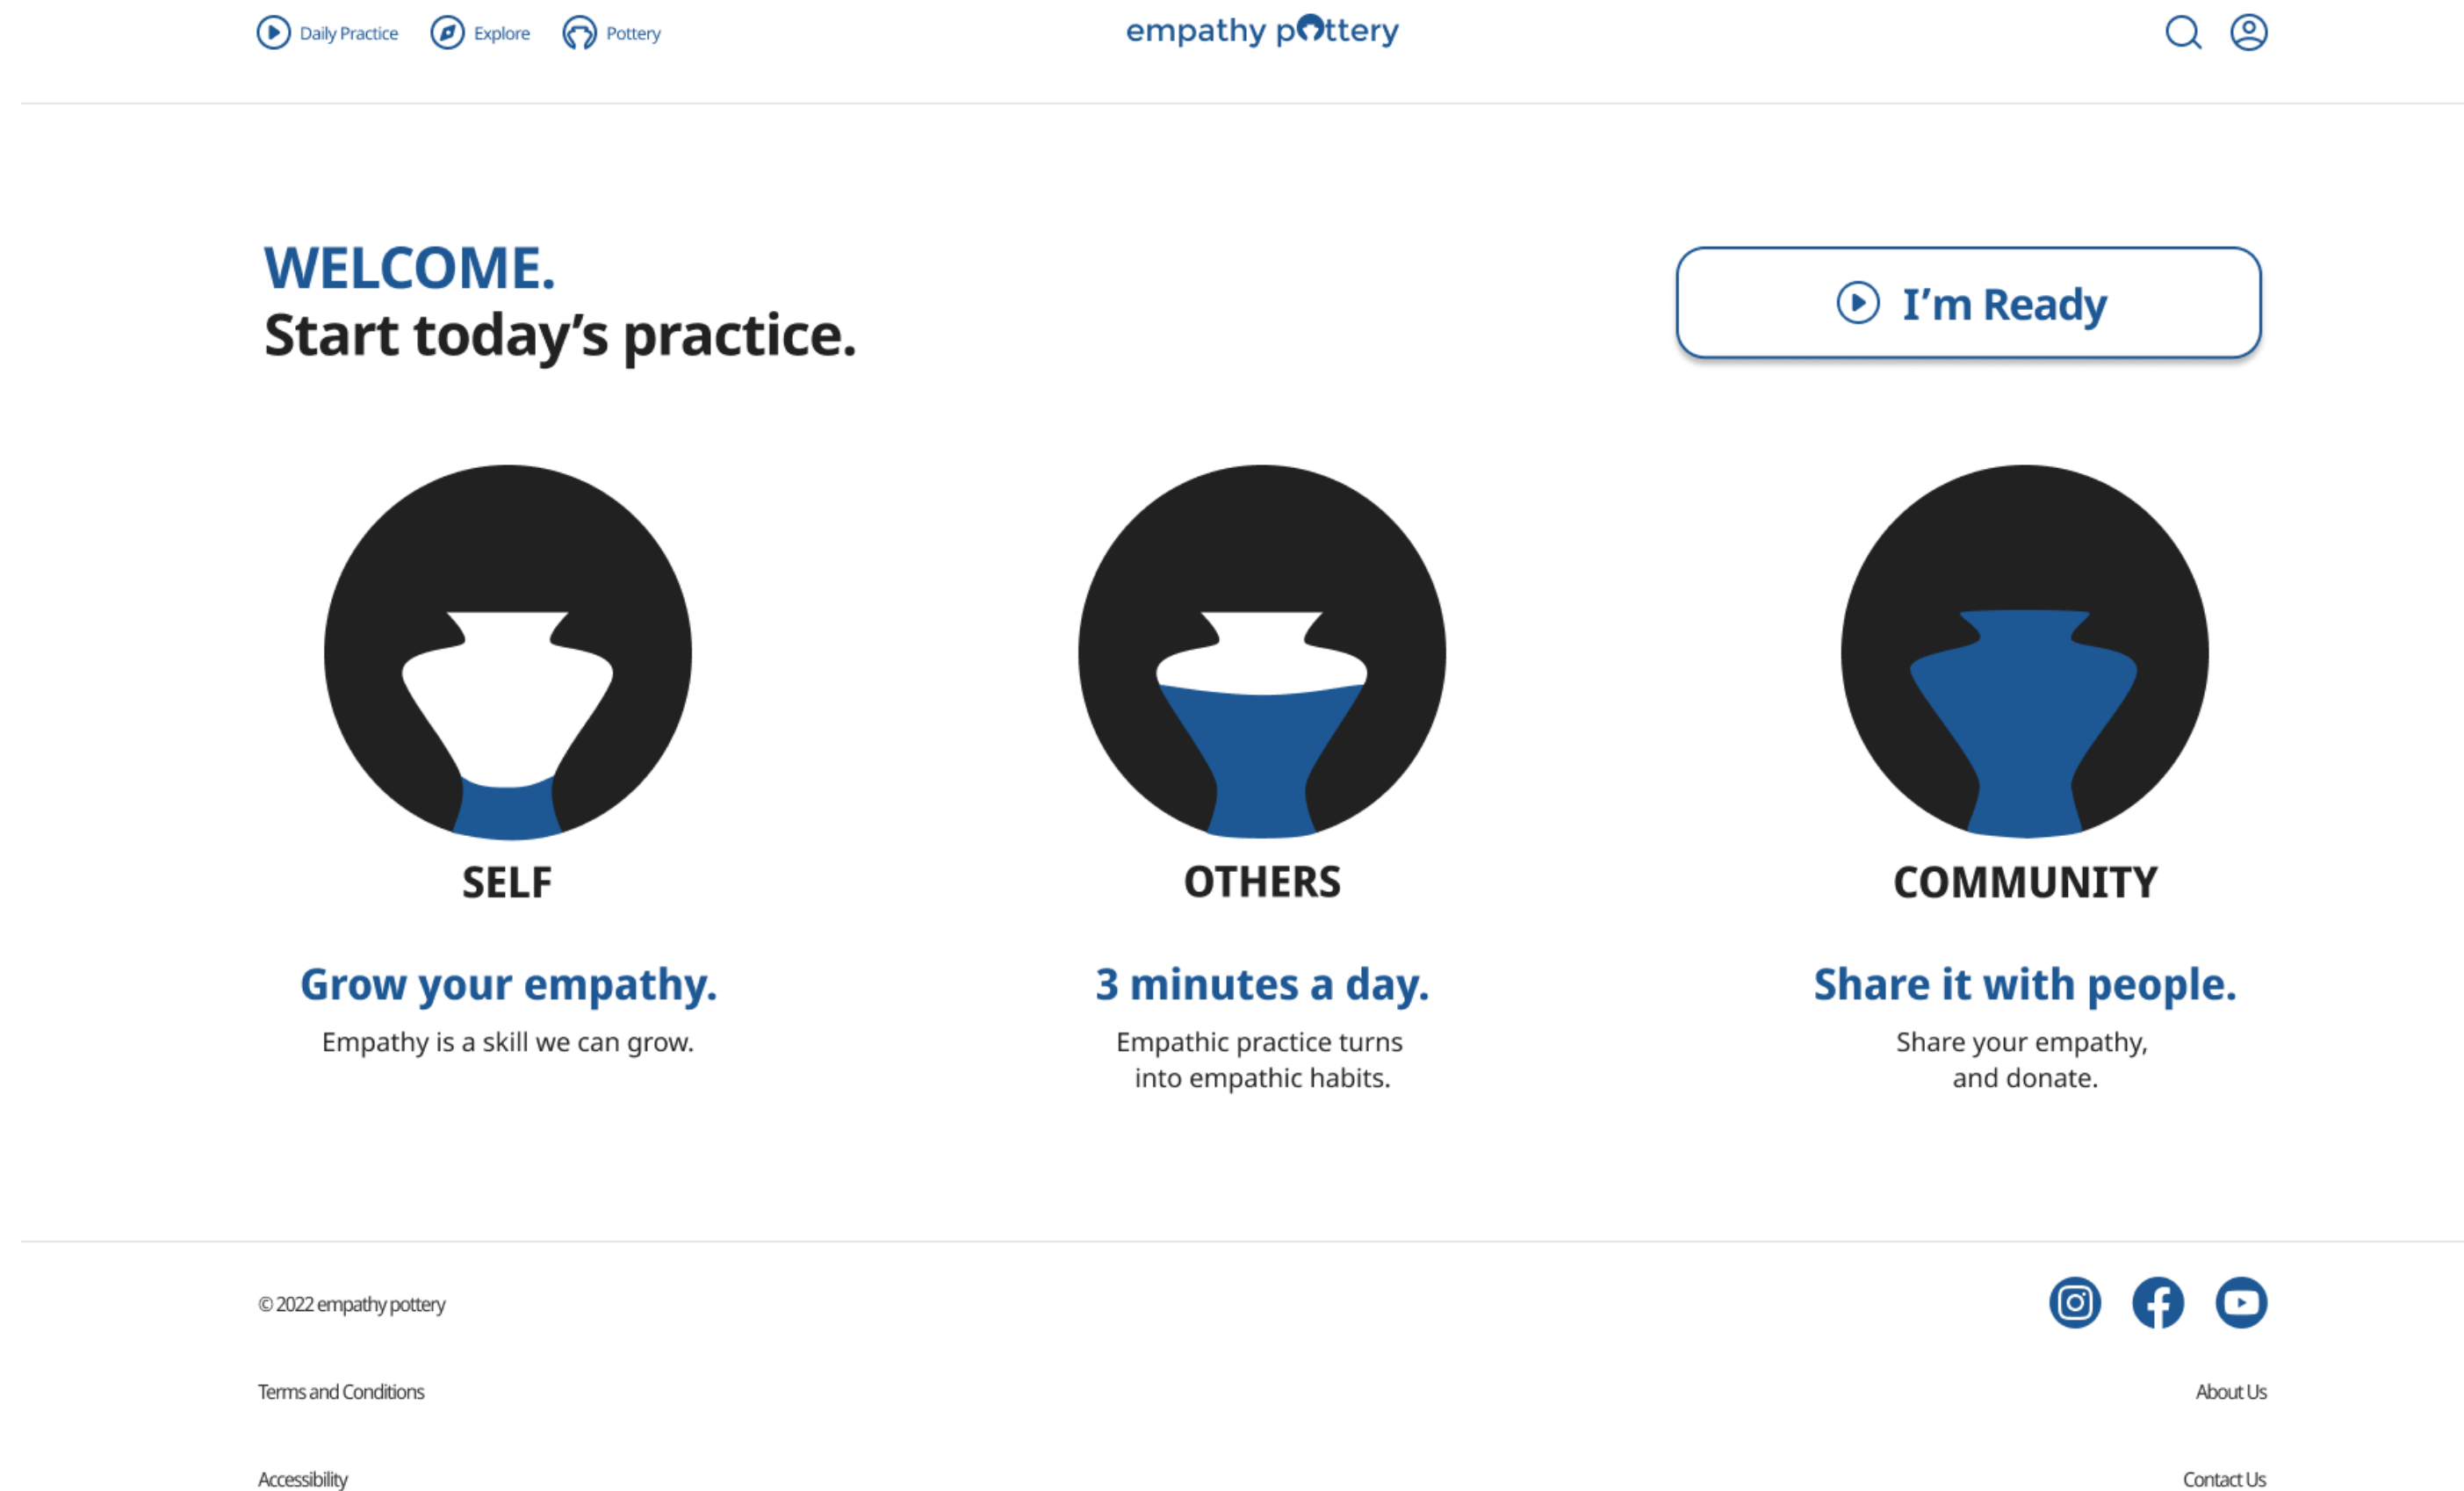 Daily Practice
Explore
Pottery
empathy pottery
WELCOME.
Start today’s practice.
I’m Ready
SELF
Grow your empathy.
Empathy is a skill we can grow.
OTHERS
3 minutes a day.
Empathic practice turns
into empathic habits.
COMMUNITY
Share it with people.
Share your empathy,
and donate.
© 2022 empathy pottery
Terms and Conditions
About Us
Accessibility
Contact Us